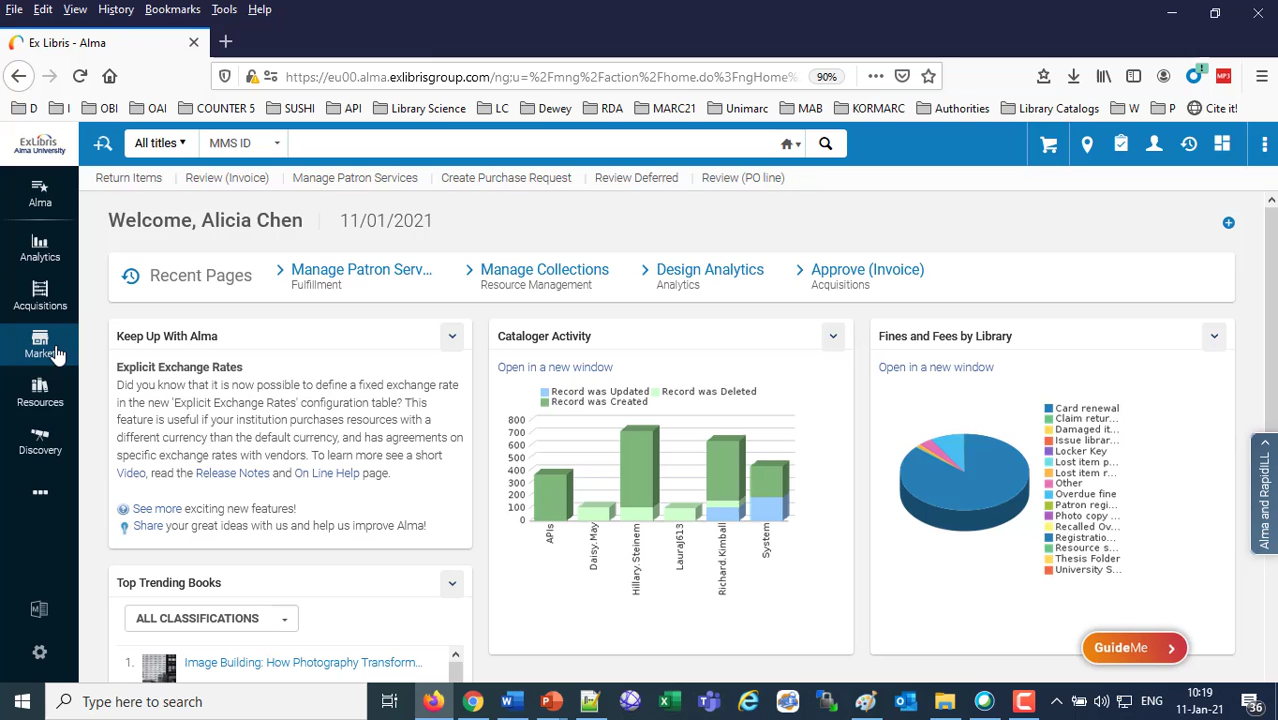 File Edit View History Bookmarks Tools Help
Ex Libris - Alma
https://eu00.alma.exlibrisgroup.com/ng:u=%2Fmng%2Faction%2Fhome.do%3FngHome%
90%
MP3
D I OBI OAI COUNTER 5 SUSHI API Library Science LC Dewey RDA MARC21 Unimarc MAB KORMARC Authorities Library Catalogs W P Cite it!
ExLibris
Alma University
All titles MMS ID
Alma
Return Items Review (Invoice) Manage Patron Services Create Purchase Request Review Deferred Review (PO line)
Analytics
Acquisitions
Resources
Discovery
Welcome, Alicia Chen 11/01/2021
Recent Pages
Manage Patron Serv...
Fulfillment
Manage Collections
Resource Management
Design Analytics
Analytics
Approve (Invoice)
Acquisitions
Keep Up With Alma
Explicit Exchange Rates
Did you know that it is now possible to define a fixed exchange rate
in the new 'Explicit Exchange Rates' configuration table? This
feature is useful if your institution purchases resources with a
different currency than the default currency, and has agreements on
specific exchange rates with vendors. To learn more see a short
Video, read the Release Notes and On Line Help page.
See more exciting new features!
Share your great ideas with us and help us improve Alma!
Top Trending Books
ALL CLASSIFICATIONS
1. Image Building: How Photography Transform...
Cataloger Activity
Open in a new window
Record was Updated Record was Deleted
Record was Created
800
700
600
500
400
300
200
100
0
APIs
Daisy.May
Hillary.Steinem
LauraJ613
Richard.Kimball
System
Fines and Fees by Library
Open in a new window
Card renewal
Claim retur...
Damaged it...
Issue librar...
Locker Key
Lost item p...
Lost item r...
Other
Overdue fine
Patron regi...
Photo copy ...
Recalled Ov...
Registratio...
Resource s...
Thesis Folder
University S...
Alma and RapidILL
GuideMe
Type here to search
ENG
10:19
11-Jan-21
36